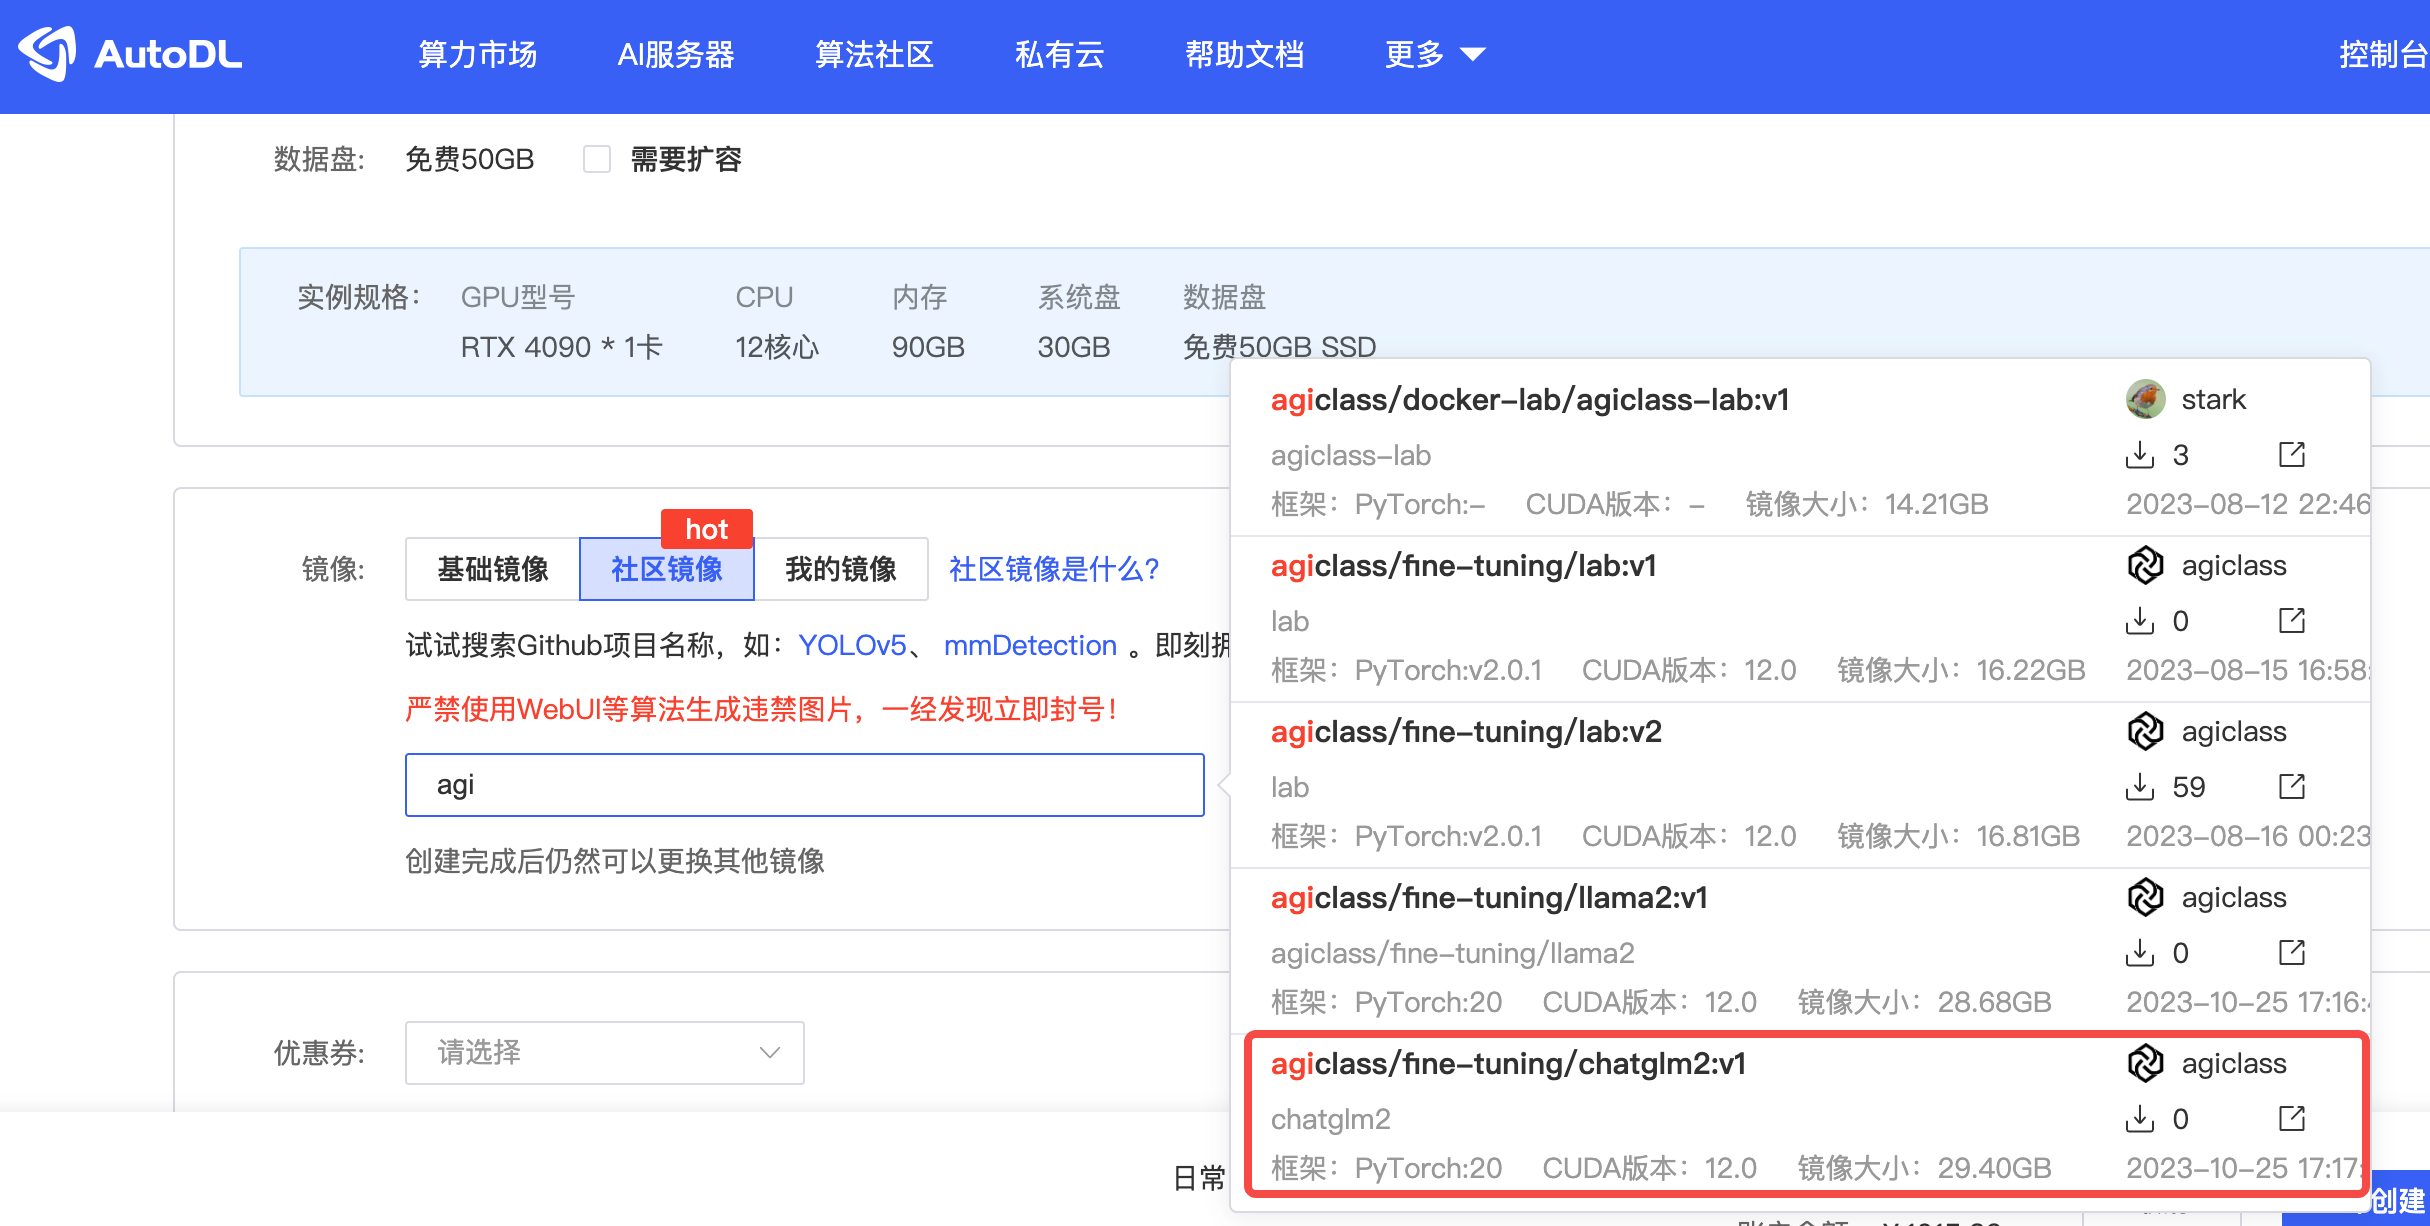 AutoDL 算力市场 AI服务器 算法社区 私有云 帮助文档 更多 控制台
数据盘: 免费50GB 需要扩容
实例规格： GPU型号 CPU 内存 系统盘 数据盘
RTX 4090 * 1卡 12核心 90GB 30GB 免费50GB SSD
hot
镜像: 基础镜像 社区镜像 我的镜像 社区镜像是什么?
试试搜索Github项目名称，如： YOLOv5、 mmDetection 。即刻拥
严禁使用WebUI等算法生成违禁图片，一经发现立即封号！
agi
创建完成后仍然可以更换其他镜像
优惠券: 请选择
日常
agiclass/docker-lab/agiclass-lab:v1 stark
agiclass-lab 3
框架： PyTorch:- CUDA版本： - 镜像大小： 14.21GB 2023-08-12 22:46
agiclass/fine-tuning/lab:v1 agiclass
lab 0
框架： PyTorch:v2.0.1 CUDA版本： 12.0 镜像大小： 16.22GB 2023-08-15 16:58:
agiclass/fine-tuning/lab:v2 agiclass
lab 59
框架： PyTorch:v2.0.1 CUDA版本： 12.0 镜像大小： 16.81GB 2023-08-16 00:23
agiclass/fine-tuning/llama2:v1 agiclass
agiclass/fine-tuning/llama2 0
框架： PyTorch:20 CUDA版本： 12.0 镜像大小： 28.68GB 2023-10-25 17:16:
agiclass/fine-tuning/chatglm2:v1 agiclass
chatglm2 0
框架： PyTorch:20 CUDA版本： 12.0 镜像大小： 29.40GB 2023-10-25 17:17:
创建